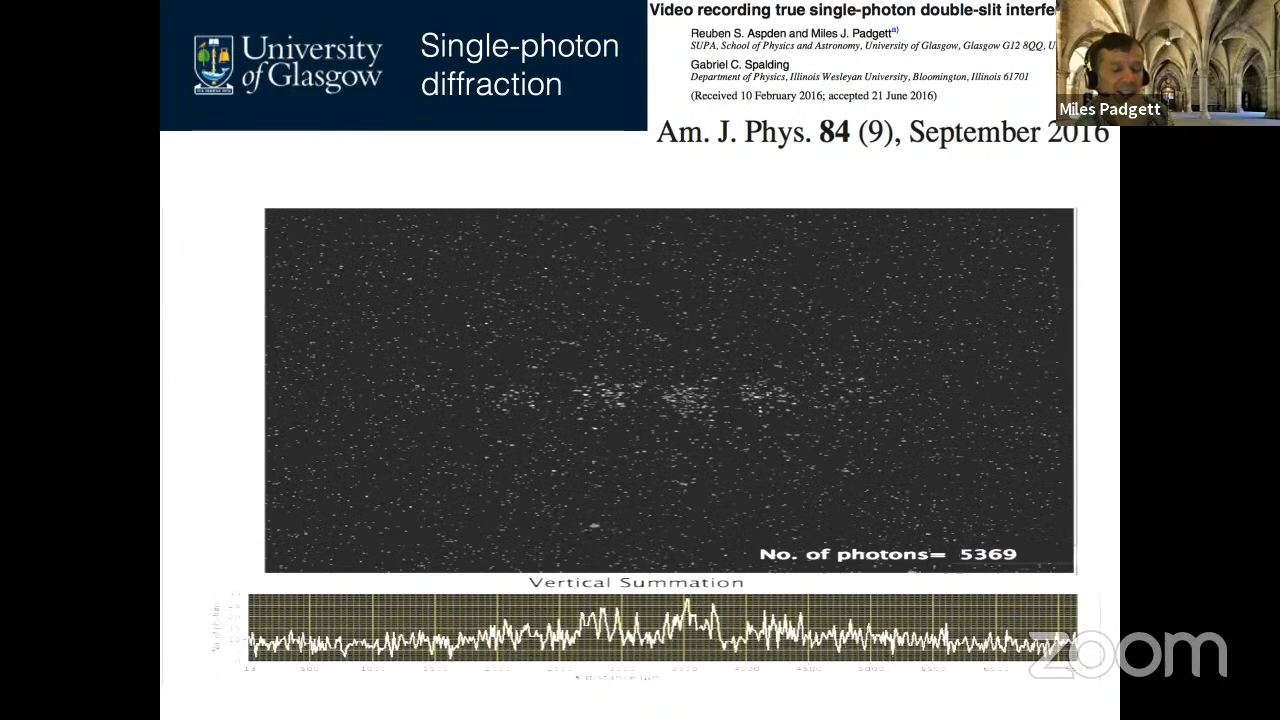 University
of Glasgow
Single-photon
diffraction
Video recording true single-photon double-slit interfe
Reuben S. Aspden and Miles J. Padgett a)
SUPA, School of Physics and Astronomy, University of Glasgow, Glasgow G12 8QQ, U
Gabriel C. Spalding
Department of Physics, Illinois Wesleyan University, Bloomington, Illinois 61701
(Received 10 February 2016; accepted 21 June 2016)
Am. J. Phys. 84 (9), September 2016
Miles Padgett
No. of photons= 5369
Vertical Summation
X distance (μm)
zoom